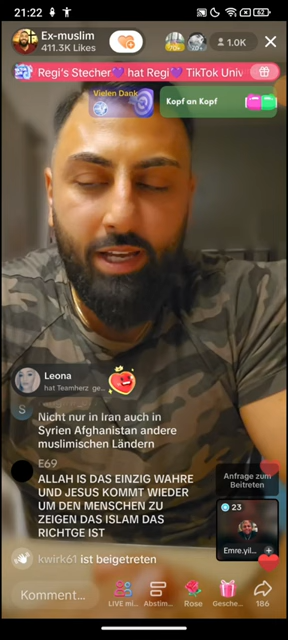 21:22
62
Ex-muslim
411.3K Likes
70+
20+
1.0K
Regi's Stecher💜 hat Regi💜 TikTok Univ
Vielen Dank
Kopf an Kopf
Leona
hat Teamherz ge...
S
Nicht nur in Iran auch in
Syrien Afghanistan andere
muslimischen Ländern
E69
ALLAH IS DAS EINZIG WAHRE
UND JESUS KOMMT WIEDER
UM DEN MENSCHEN ZU
ZEIGEN DAS ISLAM DAS
RICHTGE IST
Anfrage zum
Beitreten
23
Emre.yil...
kwirk61 ist beigetreten
Komment...
LIVE mi...
Abstim...
Rose
Gesche...
186